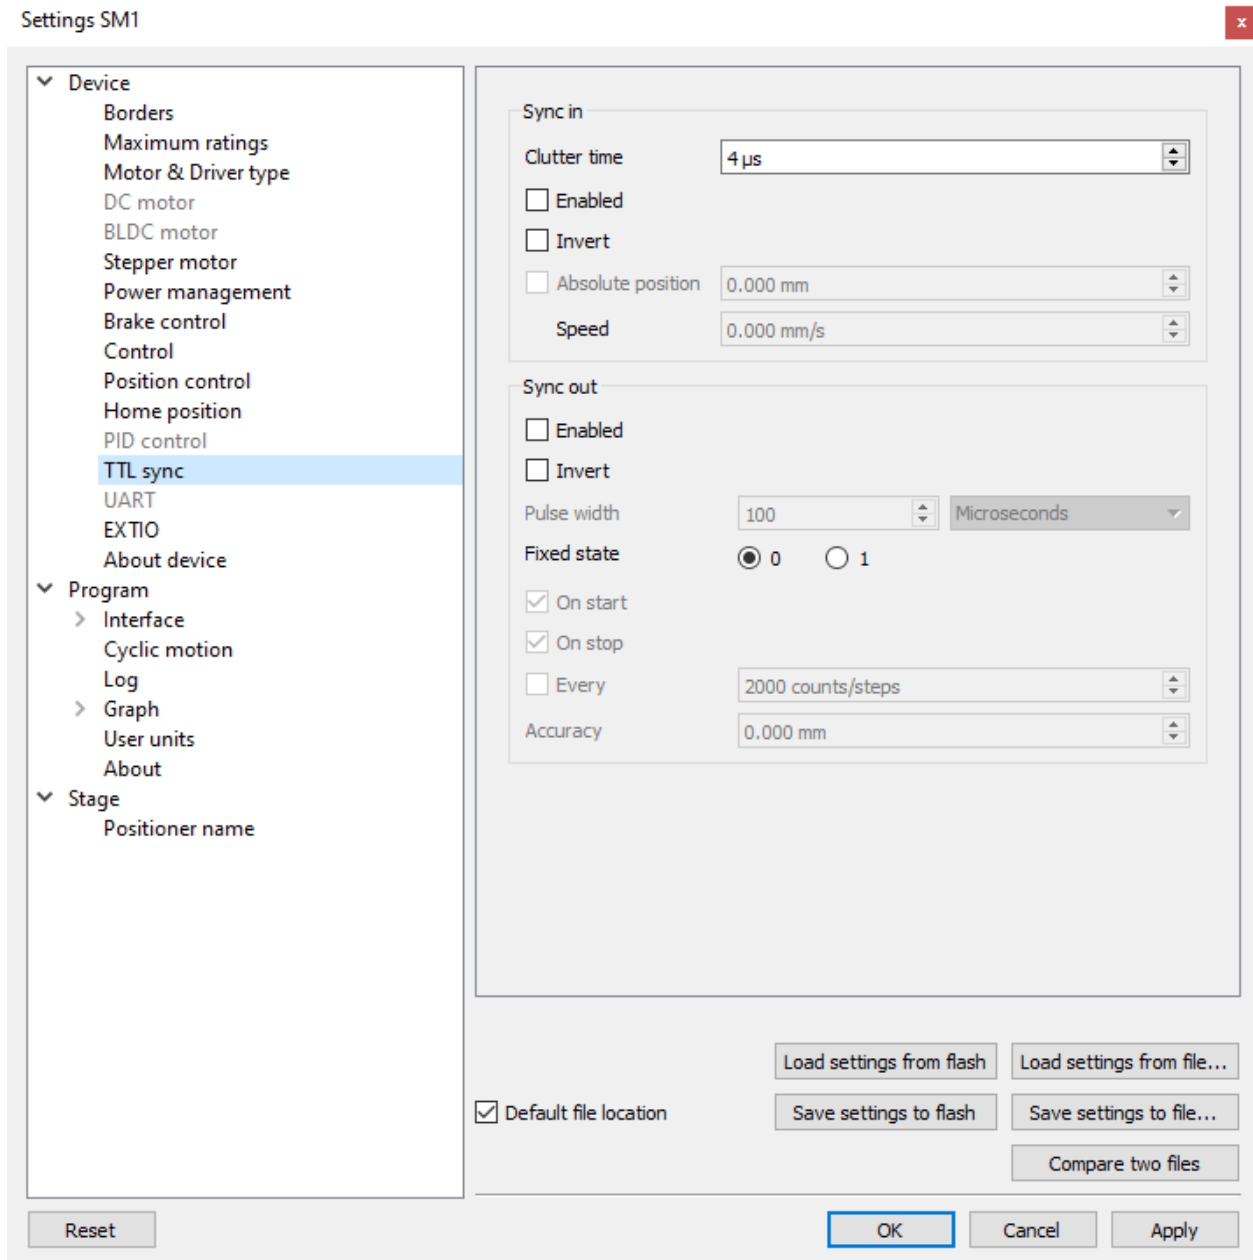 Settings SM1
x
Device
Borders
Maximum ratings
Motor & Driver type
DC motor
BLDC motor
Stepper motor
Power management
Brake control
Control
Position control
Home position
PID control
TTL sync
UART
EXTIO
About device
Program
Interface
Cyclic motion
Log
Graph
User units
About
Stage
Positioner name
Sync in
Clutter time 4 µs
Enabled
Invert
Absolute position 0.000 mm
Speed 0.000 mm/s
Sync out
Enabled
Invert
Pulse width 100 Microseconds
Fixed state 0 1
On start
On stop
Every 2000 counts/steps
Accuracy 0.000 mm
Load settings from flash Load settings from file...
Default file location Save settings to flash Save settings to file...
Compare two files
Reset OK Cancel Apply